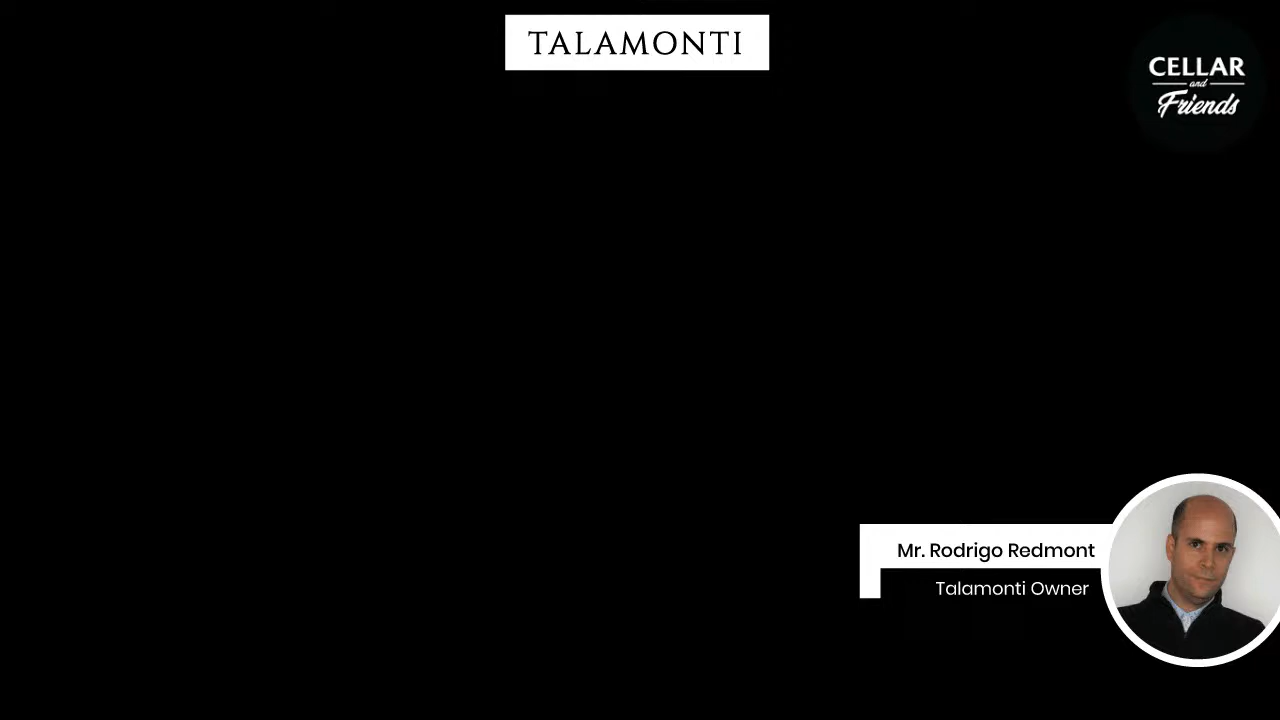 TALAMONTI
CELLAR
and
Friends
Mr. Rodrigo Redmont
Talamonti Owner